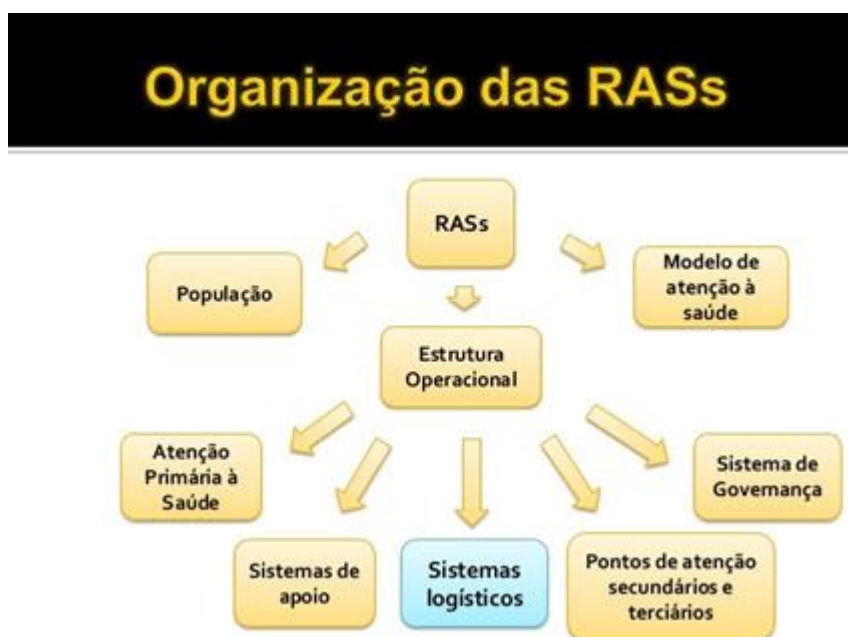 Organização das RASs
RASs
População
Modelo de
atenção à
saúde
Estrutura
Operacional
Atenção
Primária à
Saúde
Sistema de
Governança
Sistemas de
apoio
Sistemas
logísticos
Pontos de atenção
secundários e
terciários